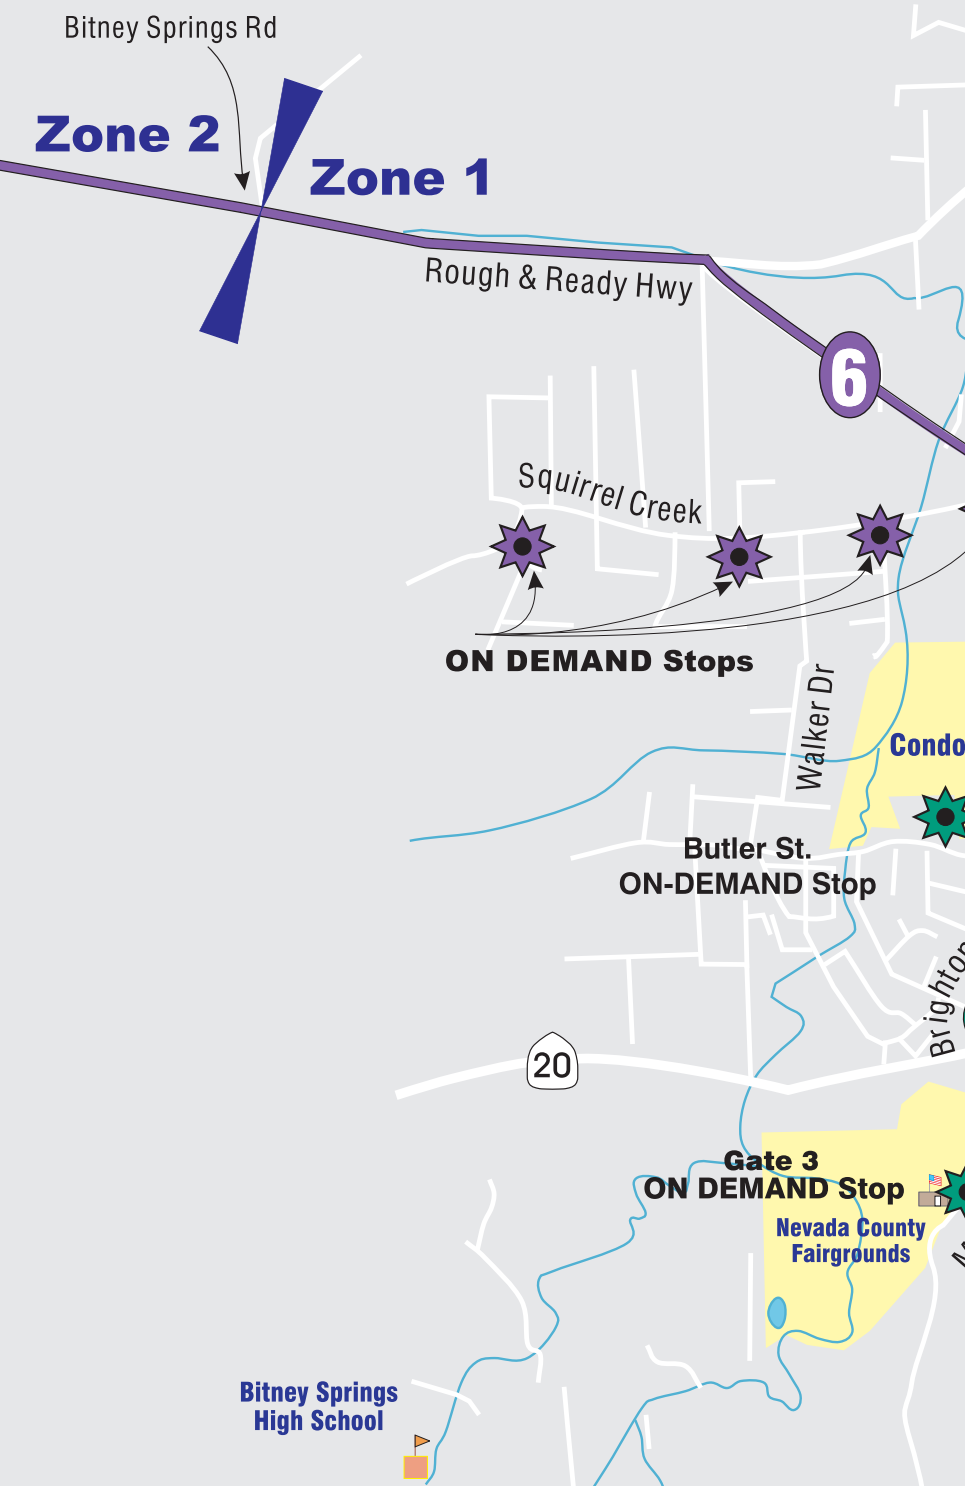 Bitney Springs Rd
Zone 2
Zone 1
Rough & Ready Hwy
6
Squirrel Creek
ON DEMAND Stops
Walker Dr
Condo
Butler St.
ON-DEMAND Stop
Brighton
20
Gate 3
ON DEMAND Stop
Nevada County
Fairgrounds
Bitney Springs
High School